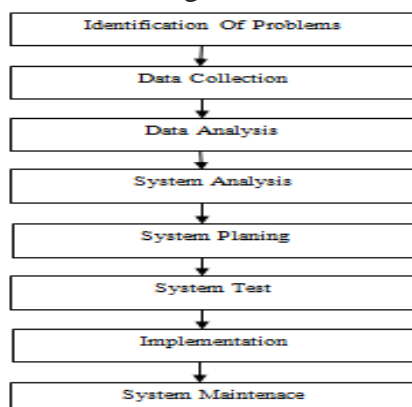 Identification Of Problems
Data Collection
Data Analysis
System Analysis
System Planing
System Test
Implementation
System Maintenace